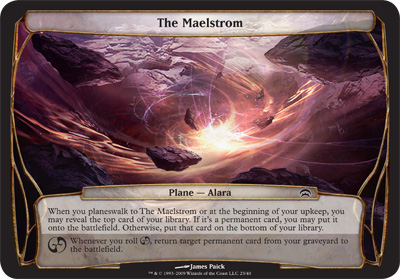 The Maelstrom
Plane — Alara
When you planeswalk to The Maelstrom or at the beginning of your upkeep, you
may reveal the top card of your library. If it's a permanent card, you may put it
onto the battlefield. Otherwise, put that card on the bottom of your library.
Whenever you roll , return target permanent card from your graveyard to
the battlefield.
James Paick
™ & © 1993–2009 Wizards of the Coast LLC 23/40